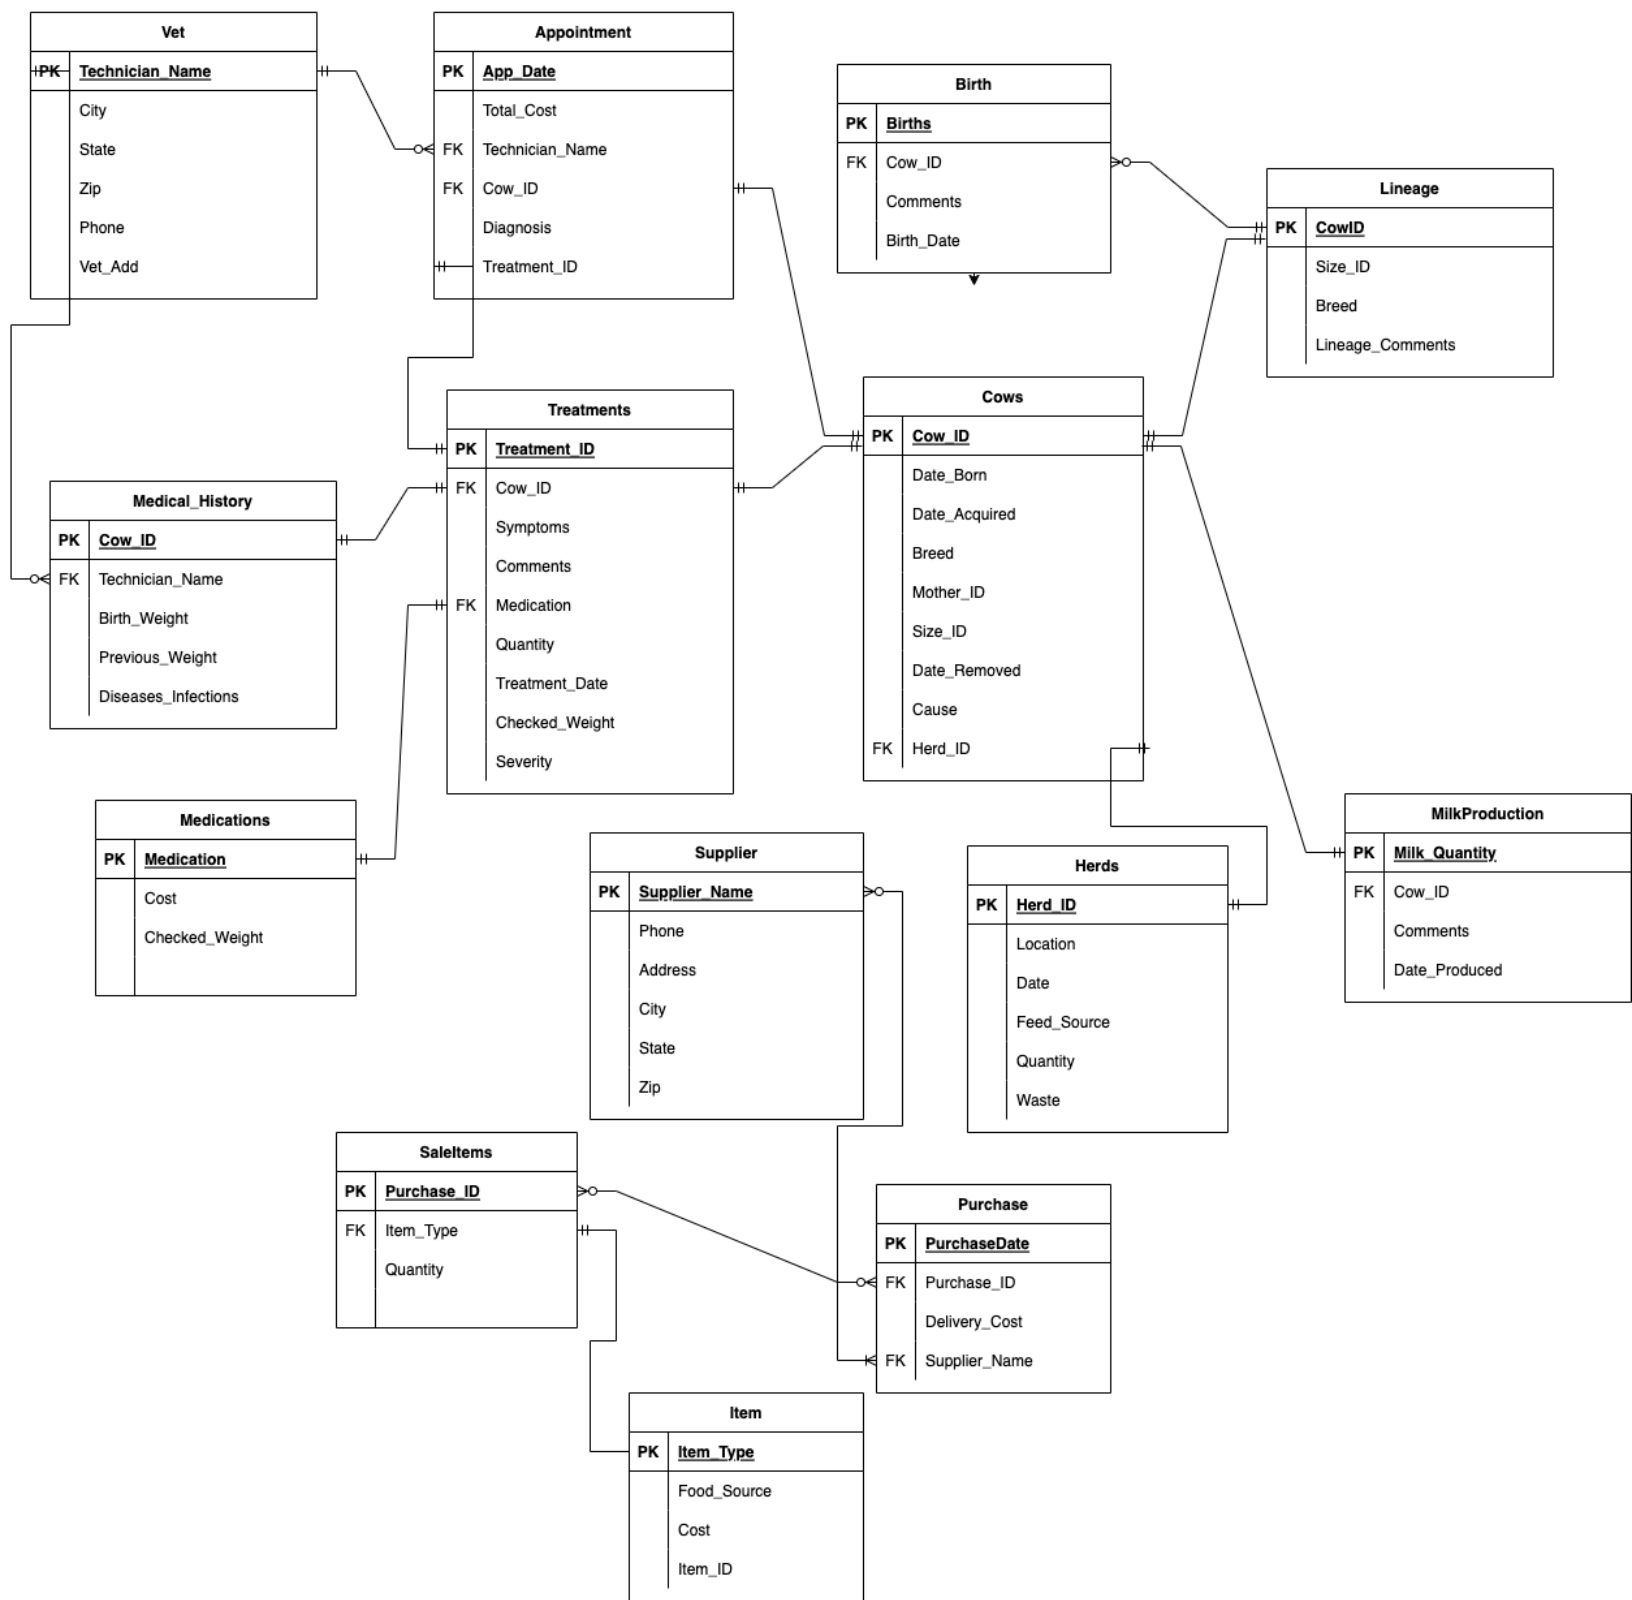 Vet
PK Technician_Name
City
State
Zip
Phone
Vet_Add
Appointment
PK App_Date
Total_Cost
FK Technician_Name
FK Cow_ID
Diagnosis
Treatment_ID
Birth
PK Births
FK Cow_ID
Comments
Birth_Date
Lineage
PK CowID
Size_ID
Breed
Lineage_Comments
Treatments
PK Treatment_ID
FK Cow_ID
Symptoms
Comments
FK Medication
Quantity
Treatment_Date
Checked_Weight
Severity
Cows
PK Cow_ID
Date_Born
Date_Acquired
Breed
Mother_ID
Size_ID
Date_Removed
Cause
FK Herd_ID
Medical_History
PK Cow_ID
FK Technician_Name
Birth_Weight
Previous_Weight
Diseases_Infections
Medications
PK Medication
Cost
Checked_Weight
Supplier
PK Supplier_Name
Phone
Address
City
State
Zip
Herds
PK Herd_ID
Location
Date
Feed_Source
Quantity
Waste
MilkProduction
PK Milk_Quantity
FK Cow_ID
Comments
Date_Produced
SaleItems
PK Purchase_ID
FK Item_Type
Quantity
Purchase
PK PurchaseDate
FK Purchase_ID
Delivery_Cost
FK Supplier_Name
Item
PK Item_Type
Food_Source
Cost
Item_ID